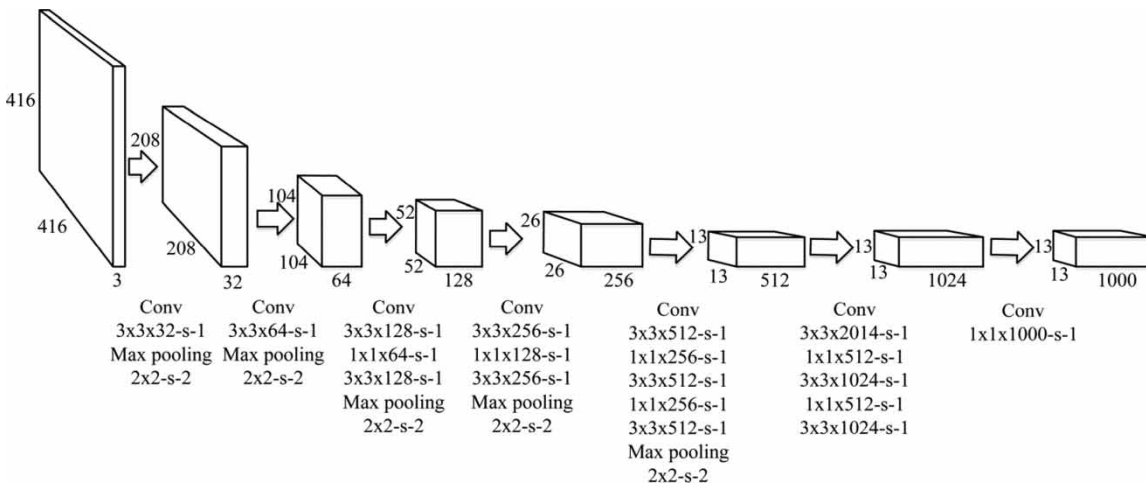 416
416
3
208
208
32
104
104
64
52
52
128
26
26
256
13
13
512
13
13
1024
13
13
1000
Conv
3x3x32-s-1
Max pooling
2x2-s-2
Conv
3x3x64-s-1
Max pooling
2x2-s-2
Conv
3x3x128-s-1
1x1x64-s-1
3x3x128-s-1
Max pooling
2x2-s-2
Conv
3x3x256-s-1
1x1x128-s-1
3x3x256-s-1
Max pooling
2x2-s-2
Conv
3x3x512-s-1
1x1x256-s-1
3x3x512-s-1
1x1x256-s-1
3x3x512-s-1
Max pooling
2x2-s-2
Conv
3x3x2014-s-1
1x1x512-s-1
3x3x1024-s-1
1x1x512-s-1
3x3x1024-s-1
Conv
1x1x1000-s-1